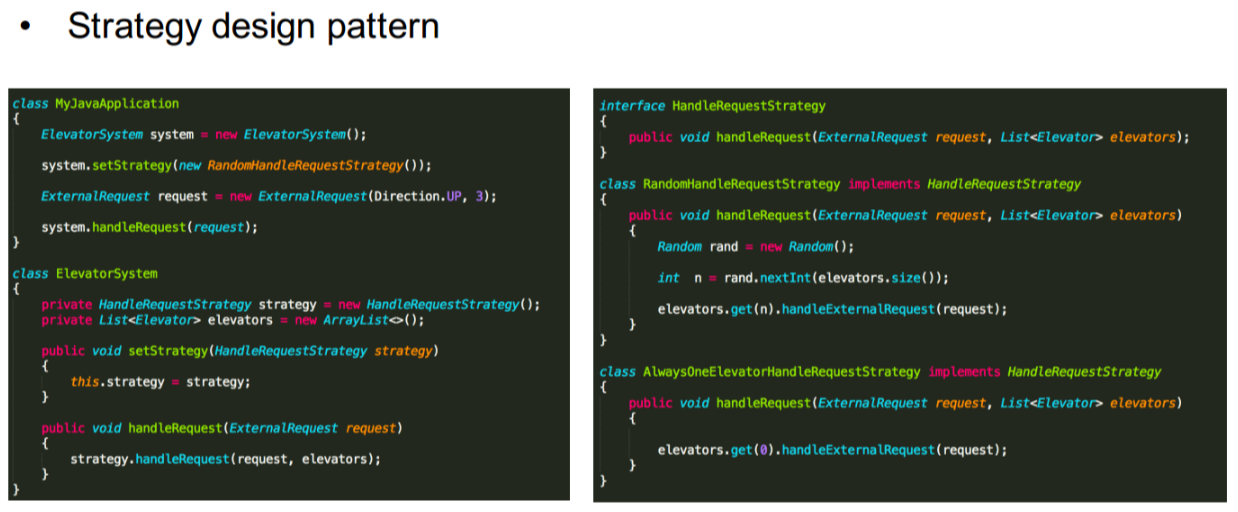 • Strategy design pattern
class MyJavaApplication
{
ElevatorSystem system = new ElevatorSystem();
system.setStrategy(new RandomHandleRequestStrategy());
ExternalRequest request = new ExternalRequest(Direction.UP, 3);
system.handleRequest(request);
}
class ElevatorSystem
{
private HandleRequestStrategy strategy = new HandleRequestStrategy();
private List<Elevator> elevators = new ArrayList<>();
public void setStrategy(HandleRequestStrategy strategy)
{
this.strategy = strategy;
}
public void handleRequest(ExternalRequest request)
{
strategy.handleRequest(request, elevators);
}
}
interface HandleRequestStrategy
{
public void handleRequest(ExternalRequest request, List<Elevator> elevators);
}
class RandomHandleRequestStrategy implements HandleRequestStrategy
{
public void handleRequest(ExternalRequest request, List<Elevator> elevators)
{
Random rand = new Random();
int n = rand.nextInt(elevators.size());
elevators.get(n).handleExternalRequest(request);
}
}
class AlwaysOneElevatorHandleRequestStrategy implements HandleRequestStrategy
{
public void handleRequest(ExternalRequest request, List<Elevator> elevators)
{
elevators.get(0).handleExternalRequest(request);
}
}